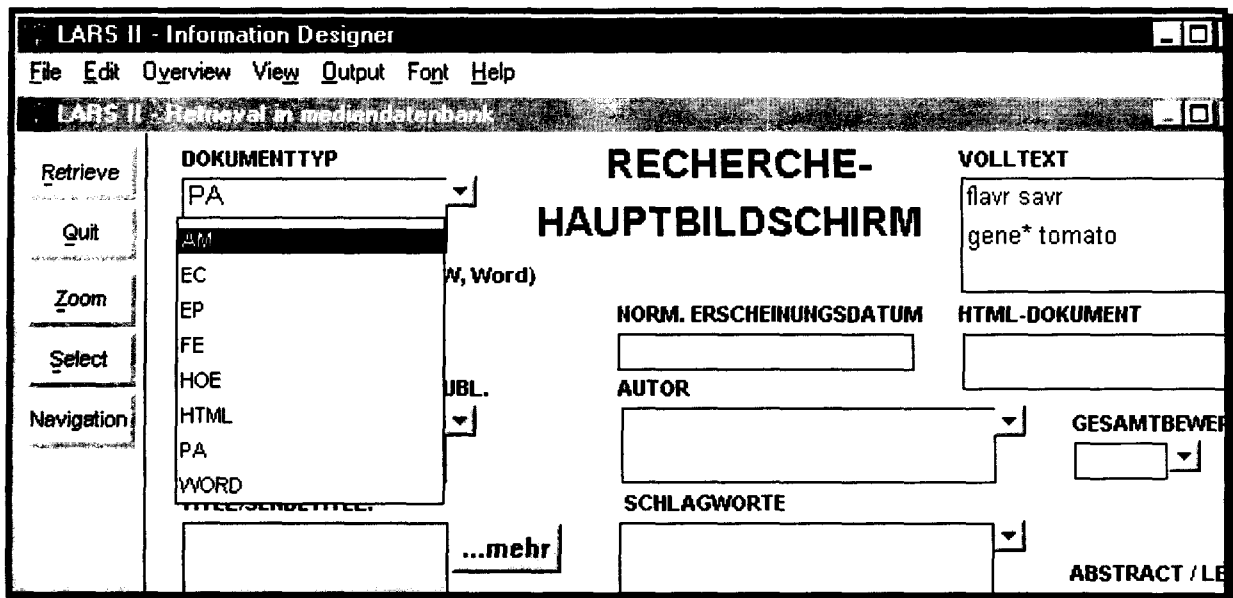 LARS II - Information Designer
File Edit Overview View Output Font Help
LARS II - Retrieval in mediendatenbank
Retrieve
Quit
Zoom
Select
Navigation
DOKUMENTTYP
PA
AM
EC
EP
FE
HOE
HTML
PA
WORD
RECHERCHE-
HAUPTBILDSCHIRM
W, Word)
VOLLTEXT
flavr savr
gene* tomato
NORM. ERSCHEINUNGSDATUM
HTML-DOKUMENT
UBL.
AUTOR
GESAMTBEWER
...mehr
SCHLAGWORTE
ABSTRACT / LE